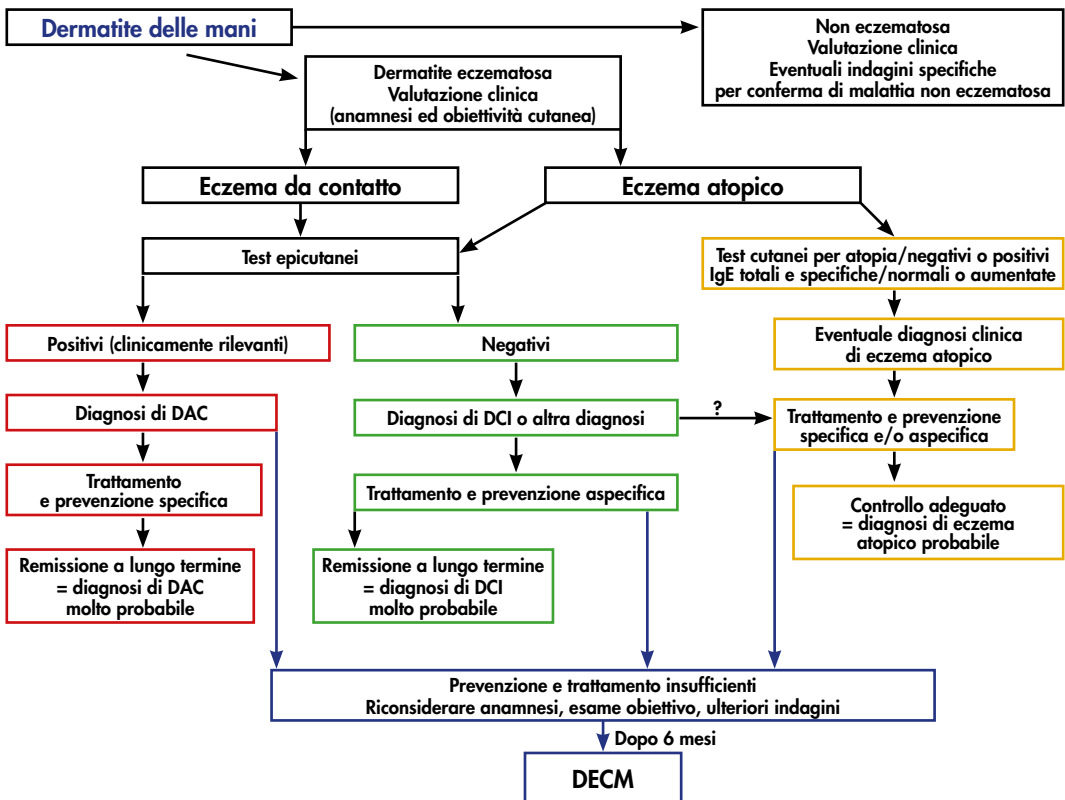 Dermatite delle mani
Non eczematosa
Valutazione clinica
Eventuali indagini specifiche
per conferma di malattia non eczematosa
Dermatite eczematosa
Valutazione clinica
(anamnesi ed obiettività cutanea)
Eczema da contatto
Eczema atopico
Test epicutanei
Test cutanei per atopia/negativi o positivi
IgE totali e specifiche/normali o aumentate
Positivi (clinicamente rilevanti)
Negativi
Eventuale diagnosi clinica
di eczema atopico
Diagnosi di DAC
Diagnosi di DCI o altra diagnosi
?
Trattamento e prevenzione
specifica e/o aspecifica
Trattamento
e prevenzione specifica
Trattamento e prevenzione aspecifica
Controllo adeguato
= diagnosi di eczema
atopico probabile
Remissione a lungo termine
= diagnosi di DAC
molto probabile
Remissione a lungo termine
= diagnosi di DCI
molto probabile
Prevenzione e trattamento insufficienti
Riconsiderare anamnesi, esame obiettivo, ulteriori indagini
Dopo 6 mesi
DECM